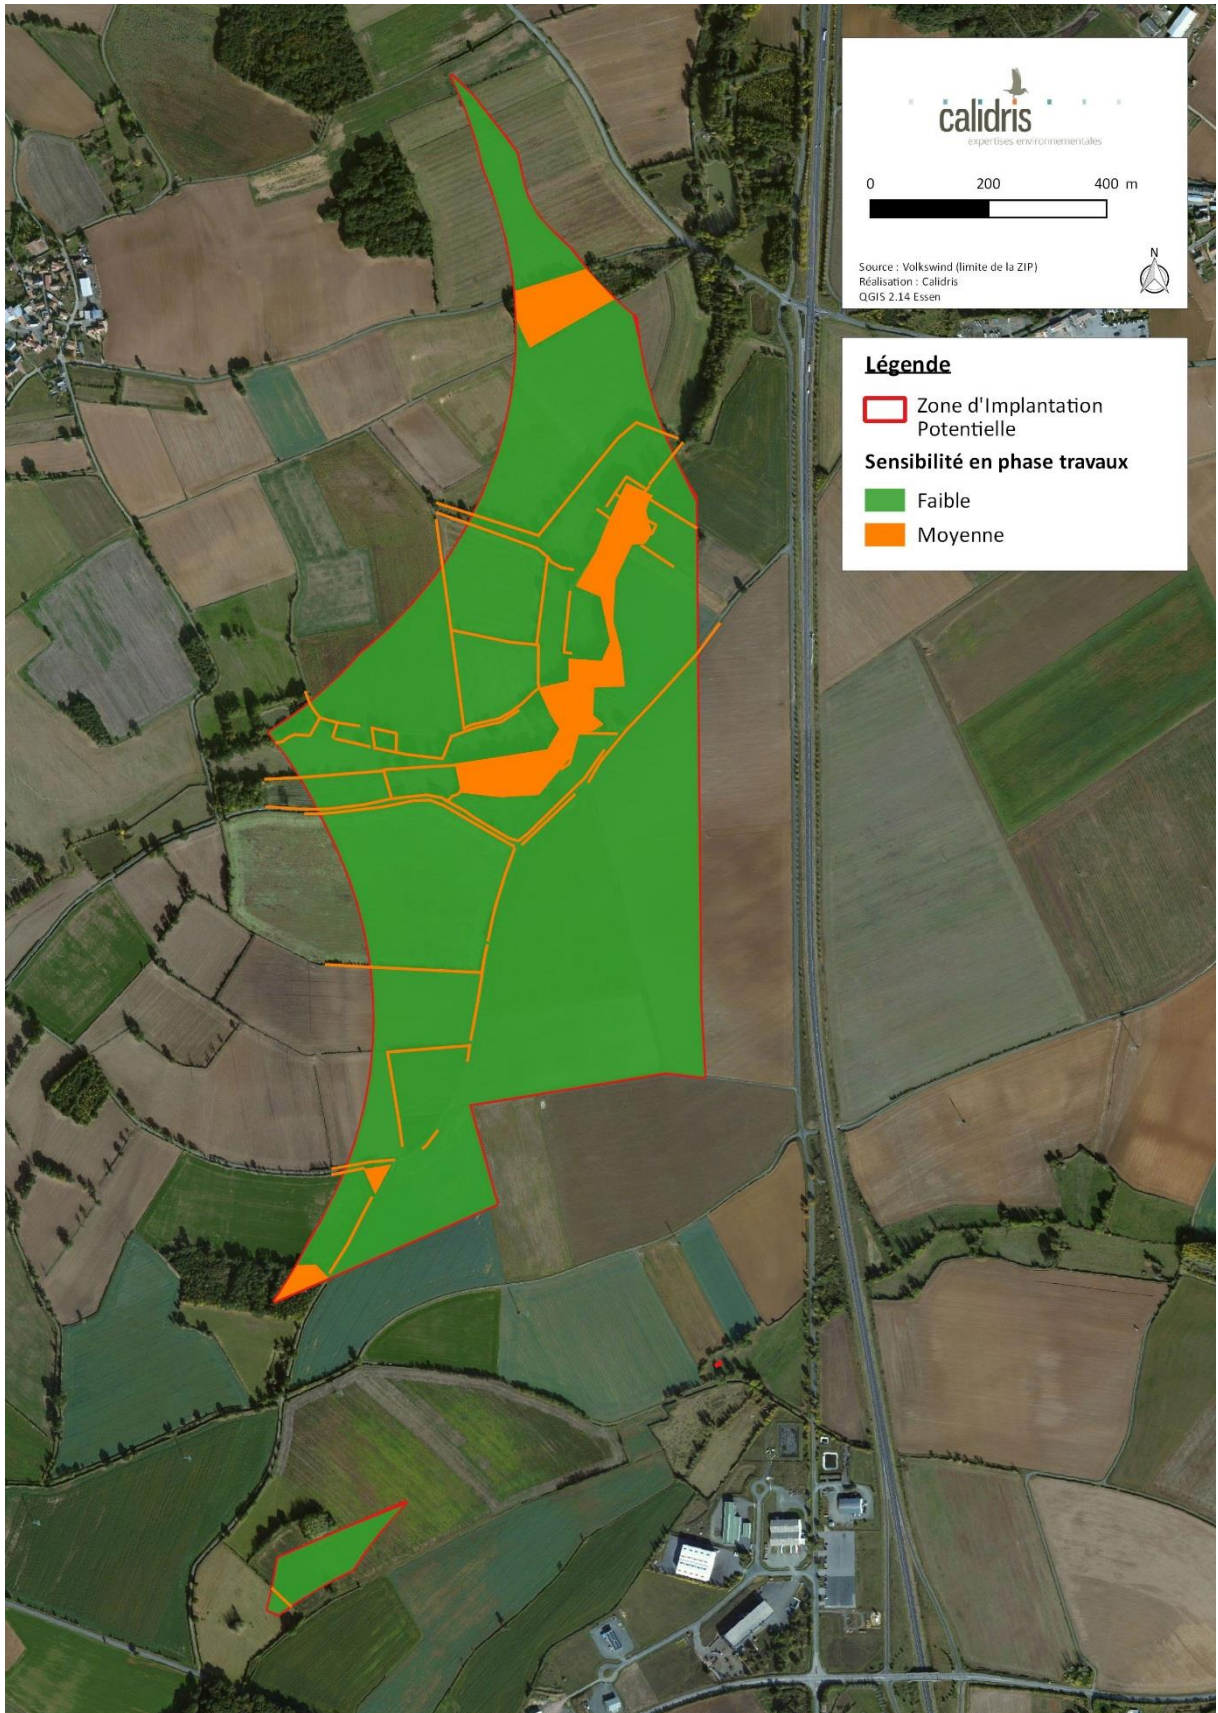 calidris
expertises environnementales
0 200 400 m
N
Source : Volkswind (limite de la ZIP)
Réalisation : Calidris
QGIS 2.14 Essen
Légende
Zone d'Implantation
Potentielle
Sensibilité en phase travaux
Faible
Moyenne